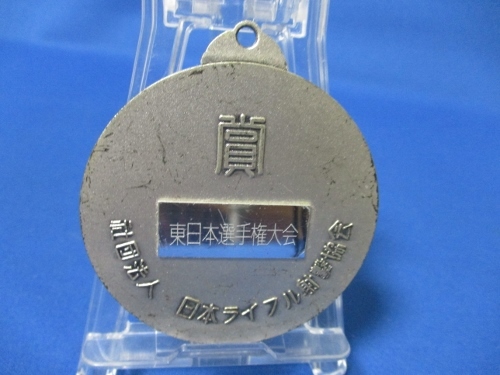 賞
東日本選手権大会
社団法人 日本ライフル射撃協会